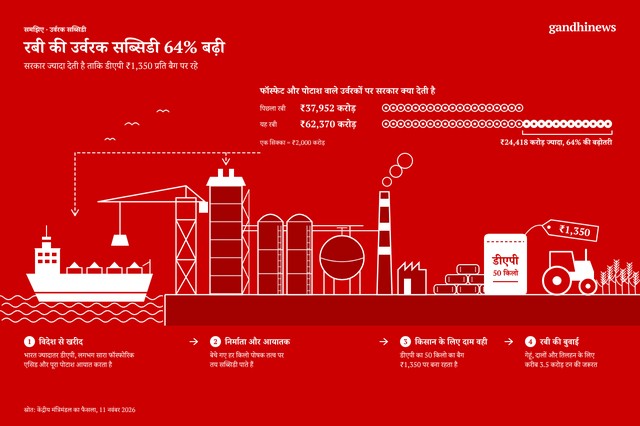 समझिए · उर्वरक सब्सिडी
gandhinews
रबी की उर्वरक सब्सिडी 64% बढ़ी
सरकार ज्यादा देती है ताकि डीएपी ₹1,350 प्रति बैग पर रहे
फॉस्फेट और पोटाश वाले उर्वरकों पर सरकार क्या देती है
पिछला रबी ₹37,952 करोड़
यह रबी ₹62,370 करोड़
एक सिक्का = ₹2,000 करोड़
₹24,418 करोड़ ज्यादा, 64% की बढ़ोतरी
₹1,350
डीएपी
50 किलो
1 विदेश से खरीद
भारत ज्यादातर डीएपी, लगभग सारा फॉस्फोरिक
एसिड और पूरा पोटाश आयात करता है
2 निर्माता और आयातक
बेचे गए हर किलो पोषक तत्व पर
तय सब्सिडी पाते हैं
3 किसान के लिए दाम वही
डीएपी का 50 किलो का बैग
₹1,350 पर बना रहता है
4 रबी की बुवाई
गेहूं, दालों और तिलहन के लिए
करीब 3.5 करोड़ टन की जरूरत
स्रोत: केंद्रीय मंत्रिमंडल का फैसला, 11 नवंबर 2026